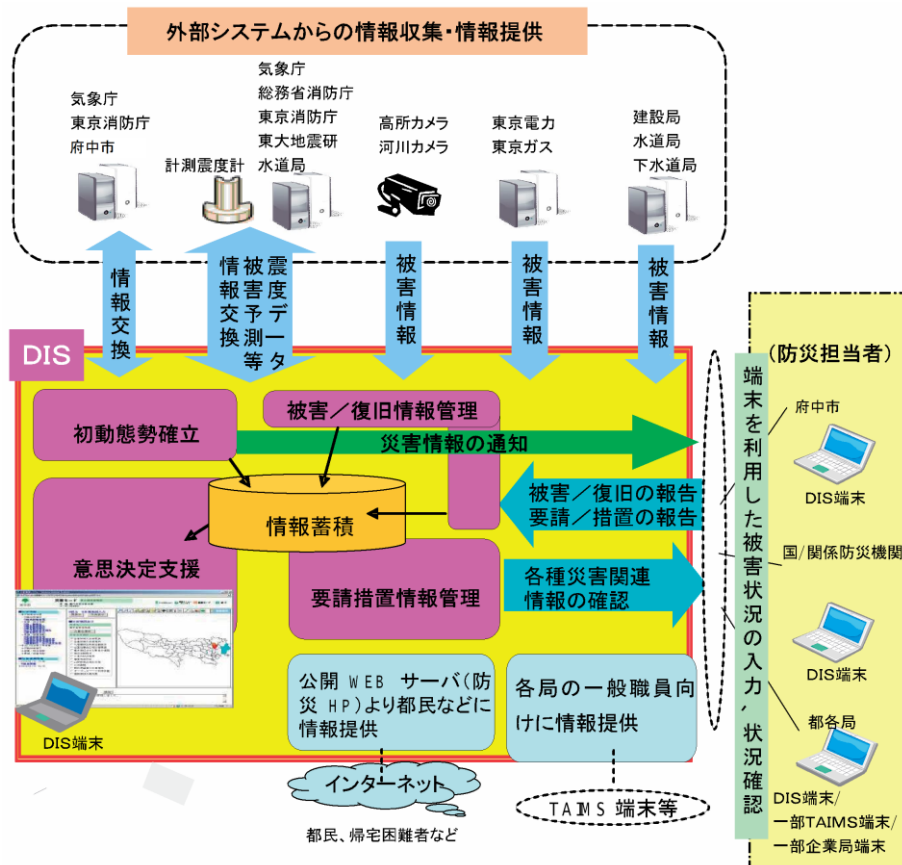 外部システムからの情報収集・情報提供
気象庁
東京消防庁
府中市
計測震度計
気象庁
総務省消防庁
東京消防庁
東大地震研
水道局
高所カメラ
河川カメラ
東京電力
東京ガス
建設局
水道局
下水道局
情報交換
震度データ
被害予測等
情報交換
被害情報
被害情報
被害情報
DIS
初動態勢確立
被害／復旧情報管理
災害情報の通知
情報蓄積
被害／復旧の報告
要請／措置の報告
意思決定支援
要請措置情報管理
各種災害関連
情報の確認
DIS端末
公開 WEB サーバ(防
災 HP)より都民などに
情報提供
各局の一般職員向
けに情報提供
インターネット
都民、帰宅困難者など
TAIMS 端末等
端末を利用した被害状況の入力，状況確認
(防災担当者)
府中市
DIS端末
国/関係防災機関
DIS端末
都各局
DIS端末/
一部TAIMS端末/
一部企業局端末